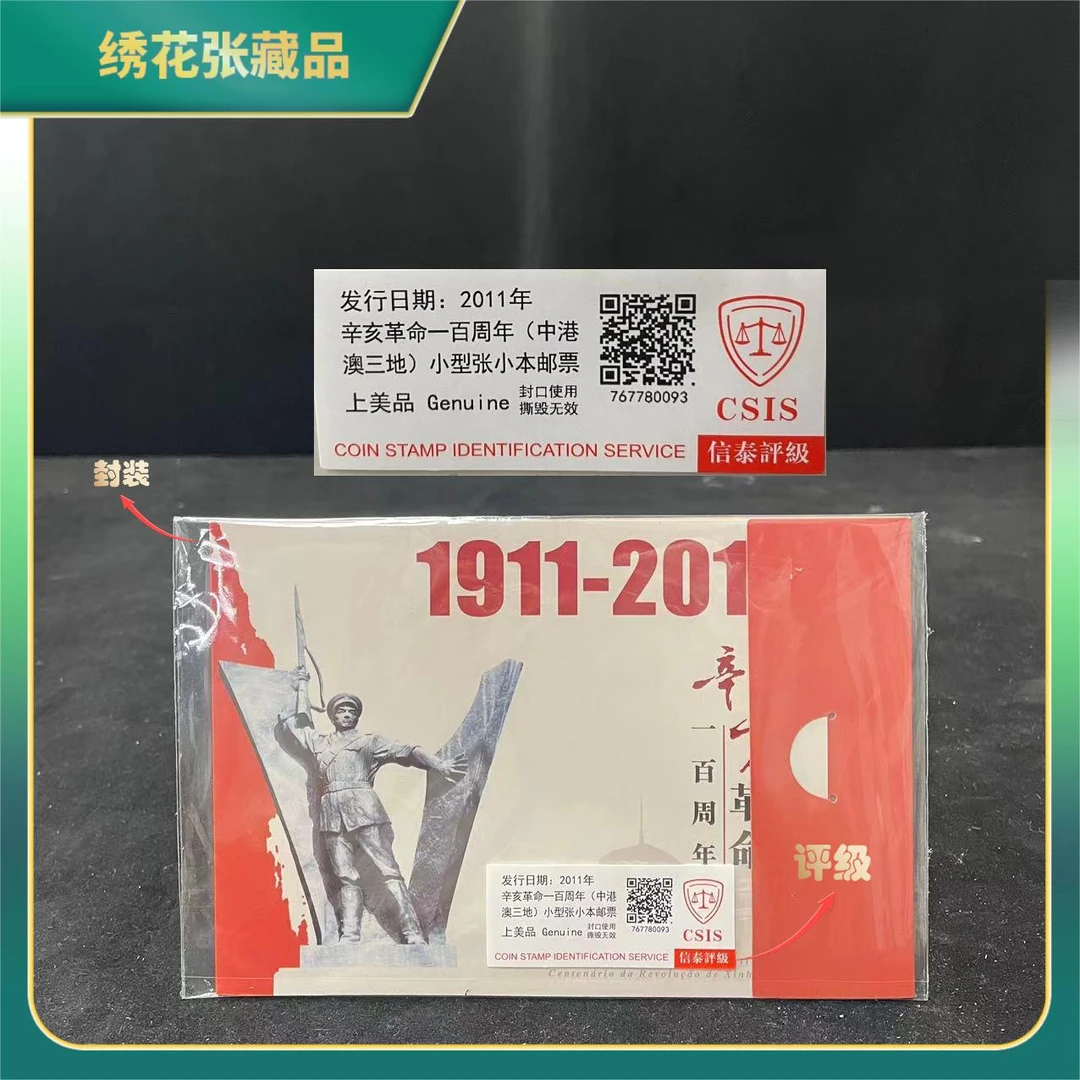 绣花张藏品
发行日期：2011年
辛亥革命一百周年（中港
澳三地）小型张小本邮票
上美品 Genuine
封口使用
撕毁无效
767780093
CSIS
COIN STAMP IDENTIFICATION SERVICE
信泰評級
封装
1911-201
辛
革命
一百周年
评级
发行日期：2011年
辛亥革命一百周年（中港
澳三地）小型张小本邮票
上美品 Genuine
封口使用
撕毁无效
767780093
CSIS
COIN STAMP IDENTIFICATION SERVICE
信泰評級
Centenário da Revolução de Xinh